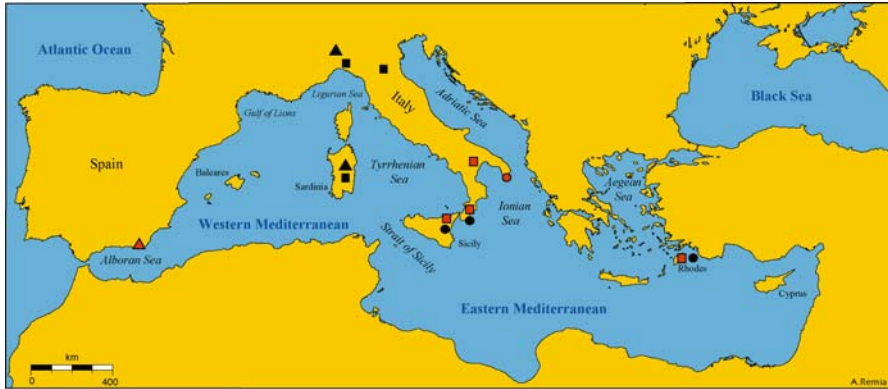 Atlantic Ocean
Ligurian Sea
Gulf of Lions
Italy
Adriatic Sea
Black Sea
Spain
Baleares
Sardinia
Tyrrhenian
Sea
Aegean
Sea
Western Mediterranean
Ionian
Sea
Alboran Sea
Strait of Sicily
Sicily
Rhodes
Cyprus
Eastern Mediterranean
km
0
400
A.Remia